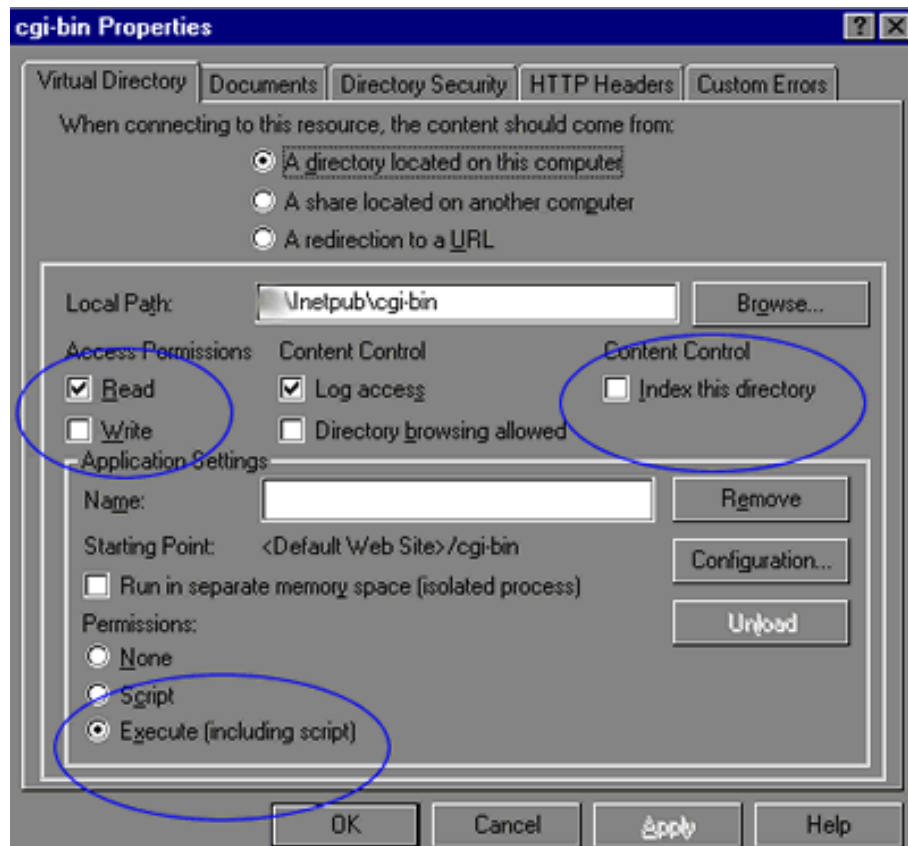 cgi-bin Properties
Virtual Directory Documents Directory Security HTTP Headers Custom Errors
When connecting to this resource, the content should come from:
A directory located on this computer
A share located on another computer
A redirection to a URL
Local Path: \Inetpub\cgi-bin Browse...
Access Permissions Content Control Content Control
Read Log access Index this directory
Write Directory browsing allowed
Application Settings
Name: Remove
Starting Point: <Default Web Site>/cgi-bin
Configuration...
Run in separate memory space (isolated process)
Permissions: Unload
None
Script
Execute (including script)
OK Cancel Apply Help